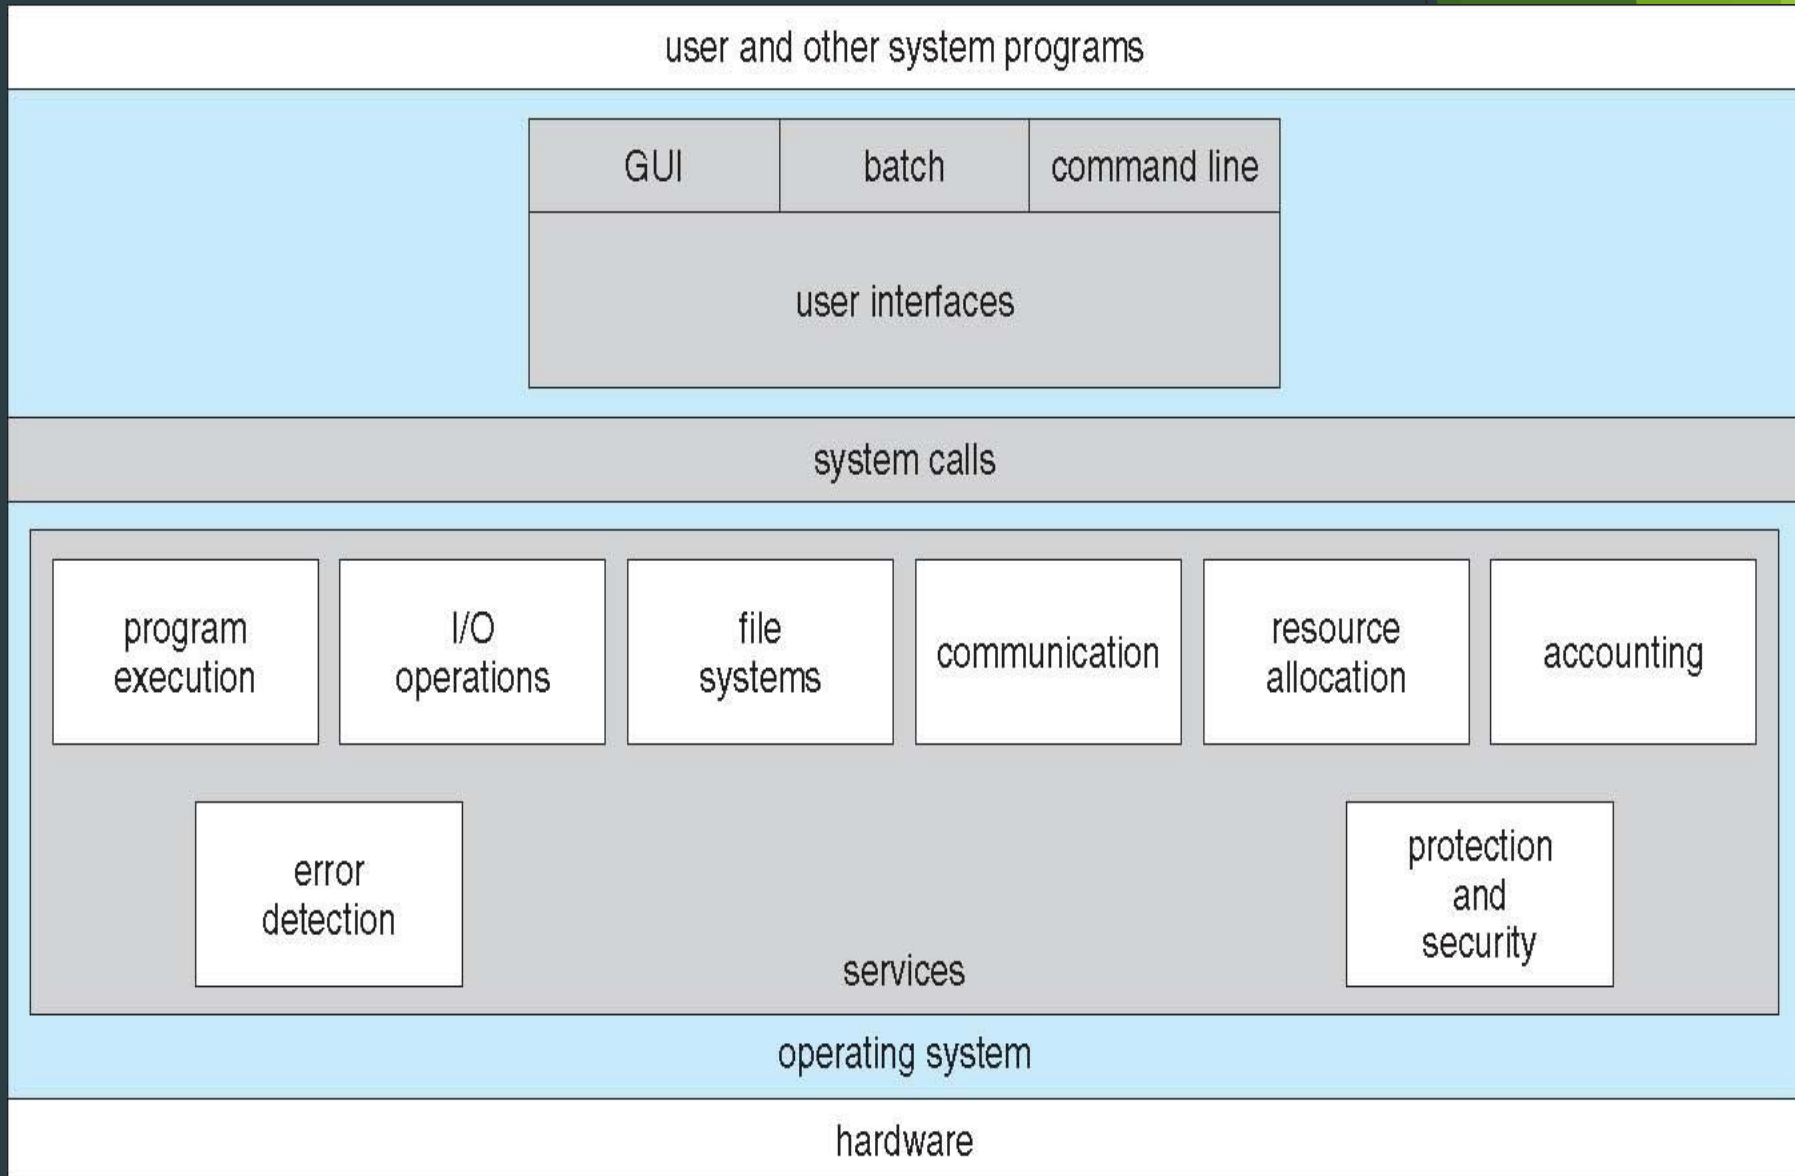 user and other system programs
GUI
batch
command line
user interfaces
system calls
program
execution
I/O
operations
file
systems
communication
resource
allocation
accounting
error
detection
protection
and
security
services
operating system
hardware